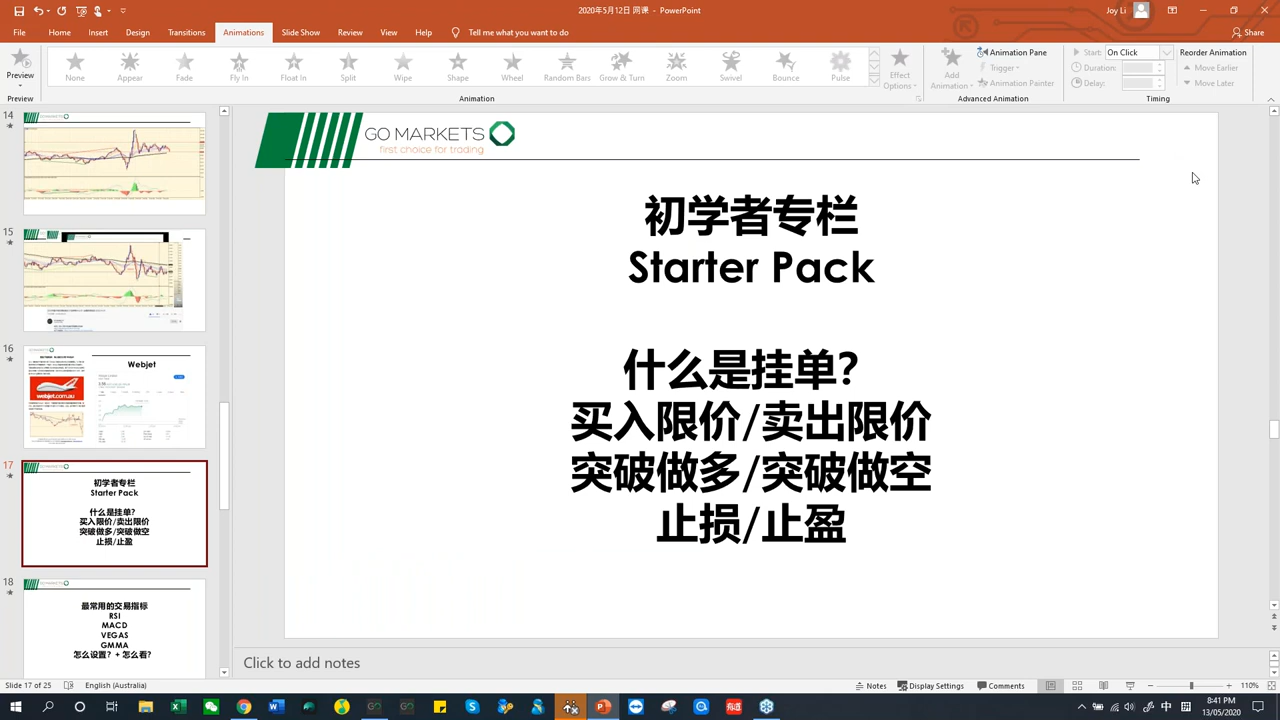 2020年5月12日 网课 - PowerPoint
Joy Li
File Home Insert Design Transitions Animations Slide Show Review View Help Tell me what you want to do
Share
Preview
None Appear Fade Fly In Float In Split Wipe Shape Wheel Random Bars Grow & Turn Zoom Swivel Bounce Pulse
Effect Options
Add Animation
Animation Pane
Trigger
Animation Painter
Start: On Click
Duration:
Delay:
Reorder Animation
Move Earlier
Move Later
Preview Animation Advanced Animation Timing
14
15
16
Webjet
webjet.com.au
17
初学者专栏
Starter Pack
什么是挂单?
买入限价/卖出限价
突破做多/突破做空
止损/止盈
18
最常用的交易指标
RSI
MACD
VEGAS
GMMA
怎么设置? + 怎么看?
GO MARKETS
first choice for trading
初学者专栏
Starter Pack
什么是挂单?
买入限价/卖出限价
突破做多/突破做空
止损/止盈
Click to add notes
Slide 17 of 25 English (Australia) Notes Display Settings Comments 110%
8:41 PM
13/05/2020